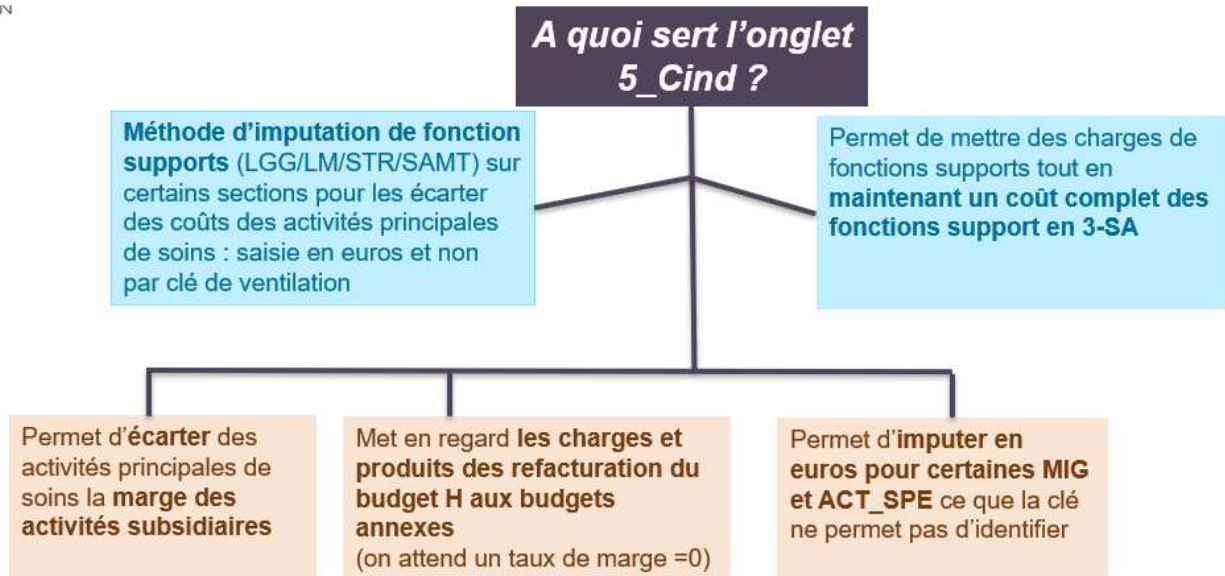 A quoi sert l'onglet
5_Cind ?
Méthode d'imputation de fonction
supports (LGG/LM/STR/SAMT) sur
certains sections pour les écarter
des coûts des activités principales
de soins : saisie en euros et non
par clé de ventilation
Permet de mettre des charges de
fonctions supports tout en
maintenant un coût complet des
fonctions support en 3-SA
Permet d'écarter des
activités principales de
soins la marge des
activités subsidiaires
Met en regard les charges et
produits des refacturation du
budget H aux budgets
annexes
(on attend un taux de marge =0)
Permet d'imputer en
euros pour certaines MIG
et ACT_SPE ce que la clé
ne permet pas d'identifier